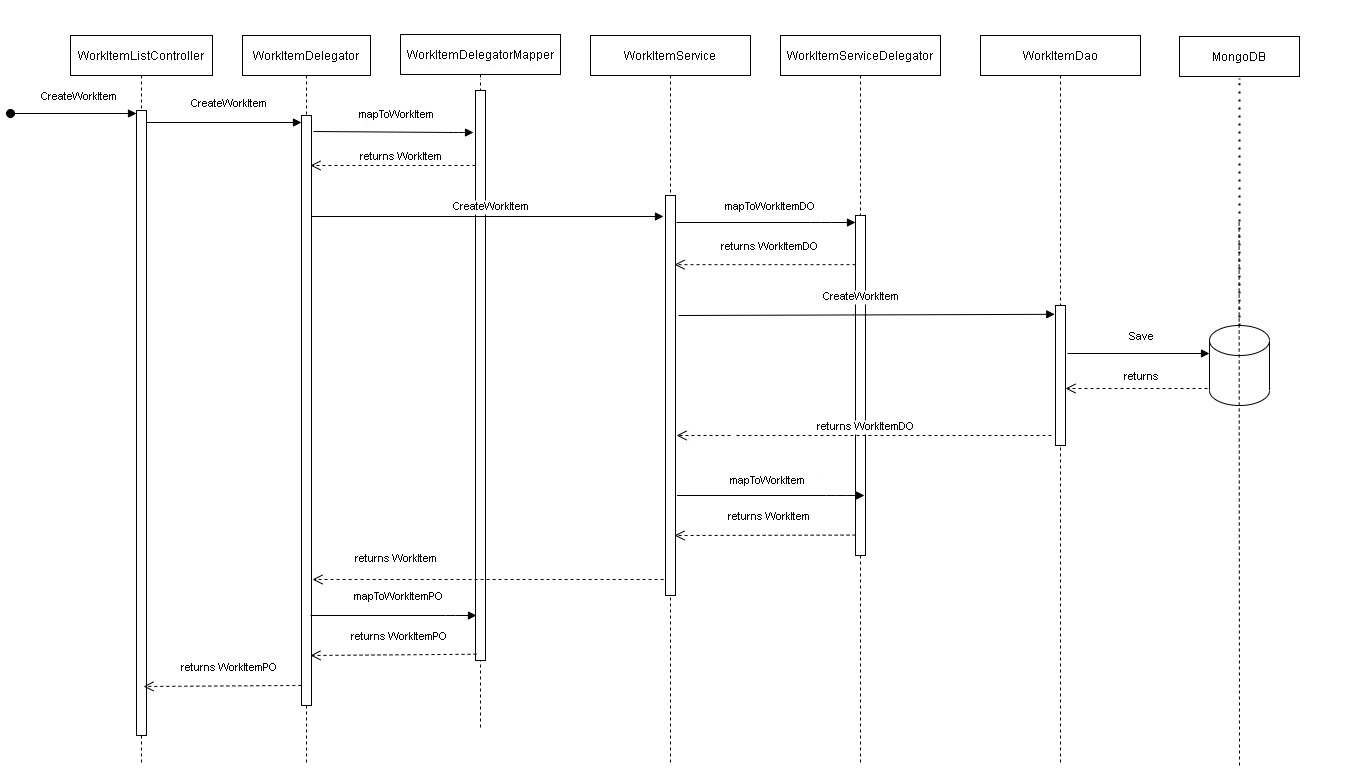 WorkItemListController
WorkItemDelegator
WorkItemDelegatorMapper
WorkItemService
WorkItemServiceDelegator
WorkItemDao
MongoDB
CreateWorkItem
CreateWorkItem
mapToWorkItem
returns WorkItem
CreateWorkItem
mapToWorkItemDO
returns WorkItemDO
CreateWorkItem
Save
returns
returns WorkItemDO
mapToWorkItem
returns WorkItem
returns WorkItem
mapToWorkItemPO
returns WorkItemPO
returns WorkItemPO